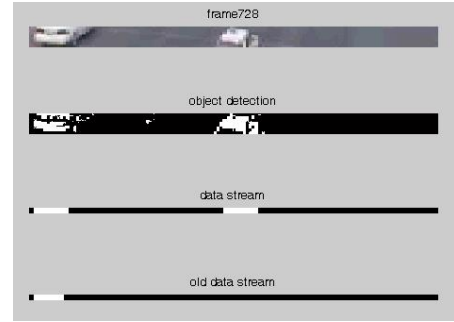 frame728
object detection
data stream
old data stream